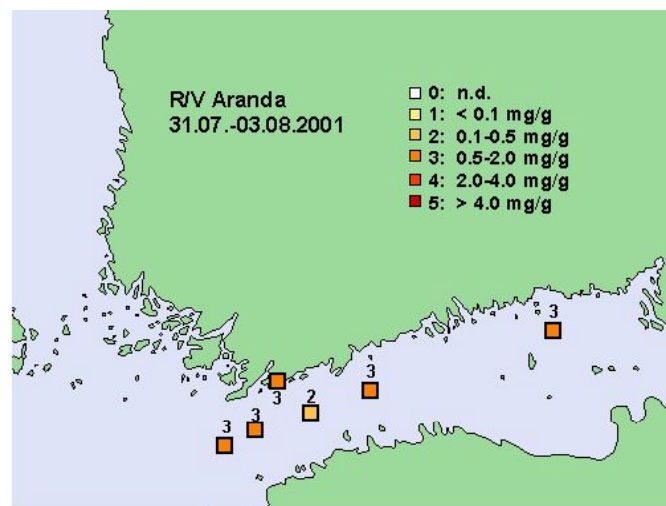 R/V Aranda
31.07.-03.08.2001
0: n.d.
1: < 0.1 mg/g
2: 0.1-0.5 mg/g
3: 0.5-2.0 mg/g
4: 2.0-4.0 mg/g
5: > 4.0 mg/g
3
3
3
2
3
3